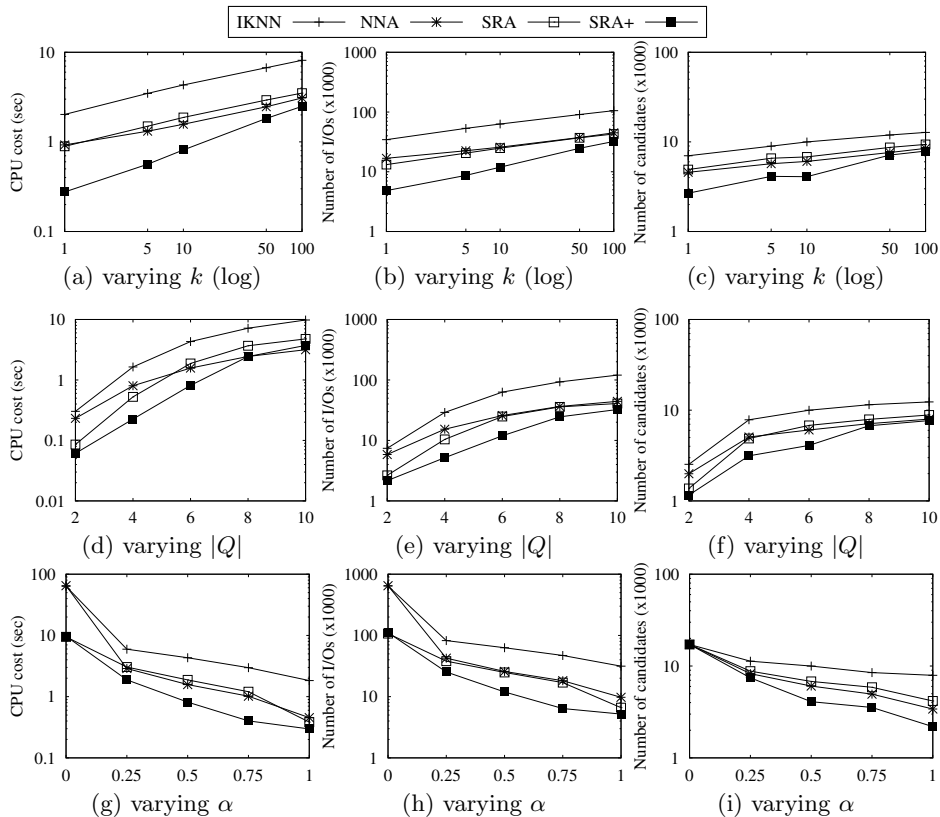 IKNN NNA SRA SRA+
CPU cost (sec)
10
1
0.1
1 5 10 50 100
(a) varying k (log)
Number of I/Os (x1000)
1000
100
10
1
1 5 10 50 100
(b) varying k (log)
Number of candidates (x1000)
100
10
1
1 5 10 50 100
(c) varying k (log)
CPU cost (sec)
10
1
0.1
0.01
2 4 6 8 10
(d) varying |Q|
Number of I/Os (x1000)
1000
100
10
1
2 4 6 8 10
(e) varying |Q|
Number of candidates (x1000)
100
10
1
2 4 6 8 10
(f) varying |Q|
CPU cost (sec)
100
10
1
0.1
0 0.25 0.5 0.75 1
(g) varying α
Number of I/Os (x1000)
1000
100
10
1
0 0.25 0.5 0.75 1
(h) varying α
Number of candidates (x1000)
100
10
1
0 0.25 0.5 0.75 1
(i) varying α